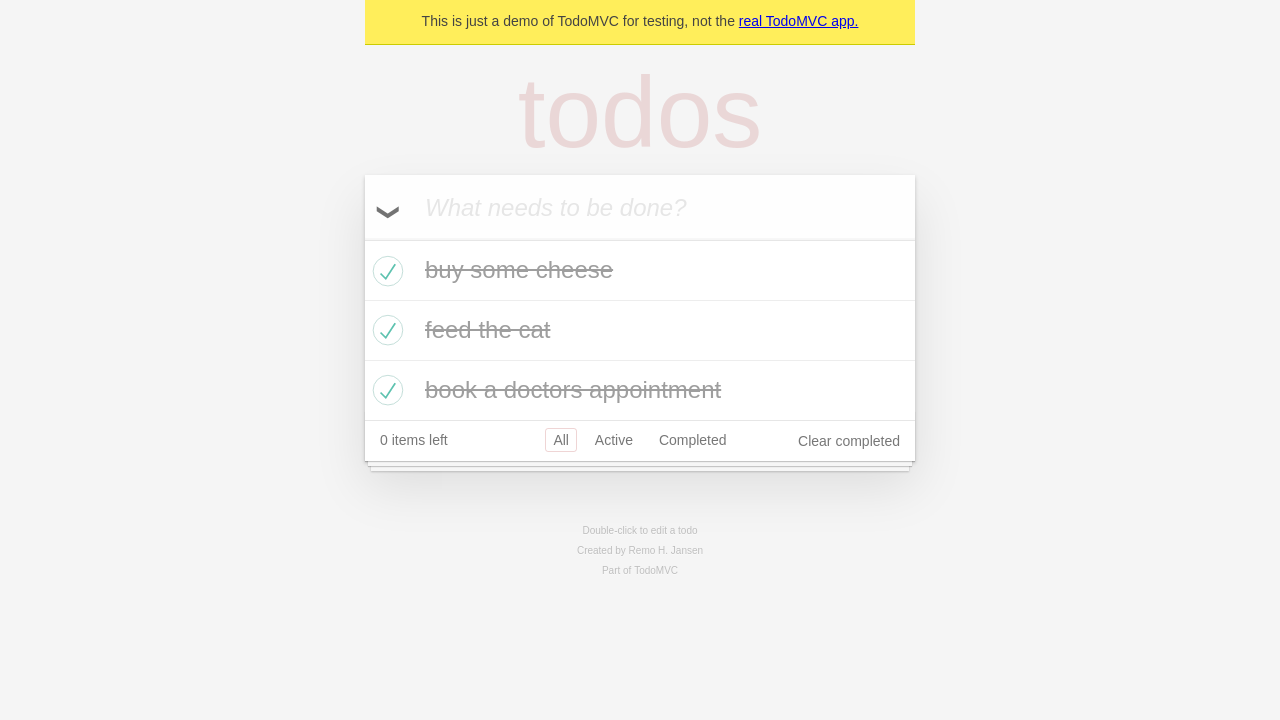 This is just a demo of TodoMVC for testing, not the real TodoMVC app.
todos
What needs to be done?
buy some cheese
feed the cat
book a doctors appointment
0 items left All Active Completed Clear completed
Double-click to edit a todo
Created by Remo H. Jansen
Part of TodoMVC